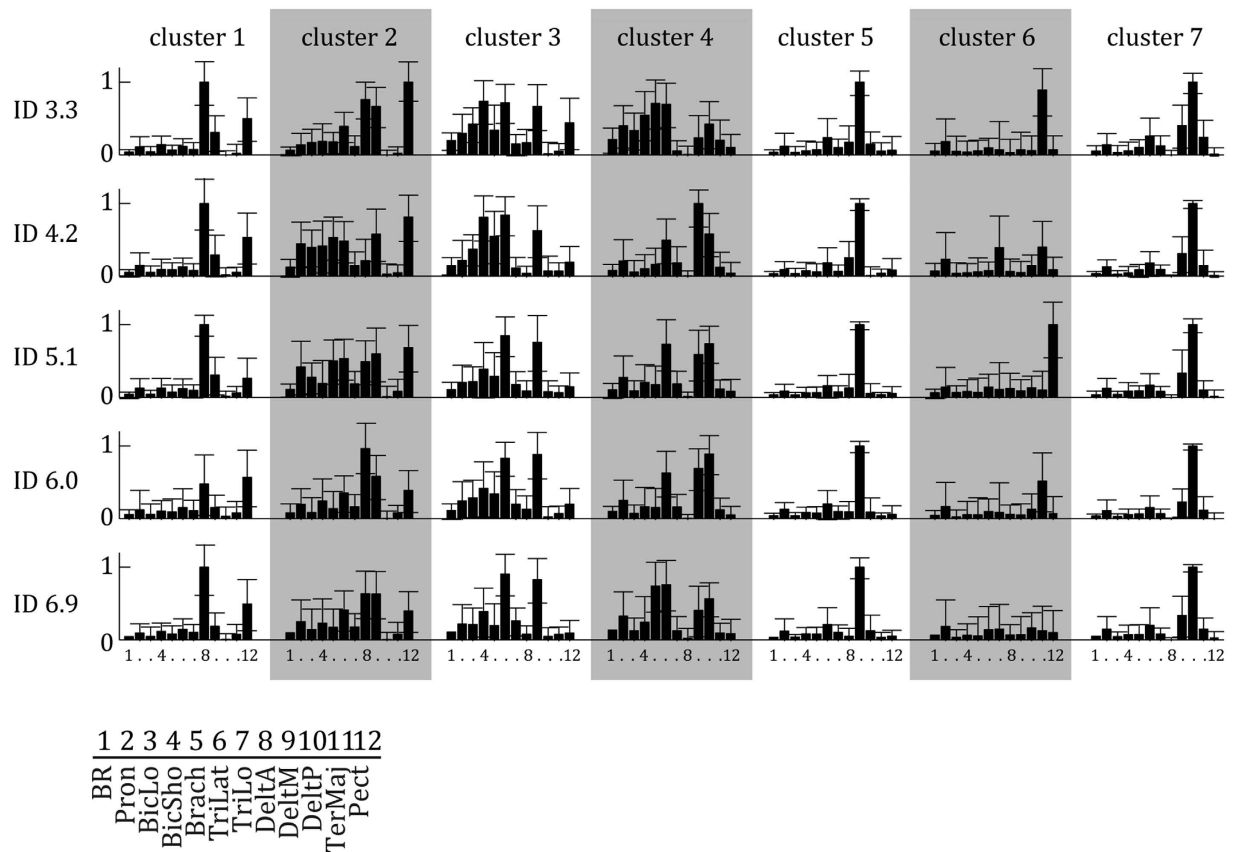 cluster 1 cluster 2 cluster 3 cluster 4 cluster 5 cluster 6 cluster 7
ID 3.3 1 0
ID 4.2 1 0
ID 5.1 1 0
ID 6.0 1 0
ID 6.9 1 0
1 . . 4 . . . 8 . . .12 1 . . 4 . . . 8 . . .12 1 . . 4 . . . 8 . . .12 1 . . 4 . . . 8 . . .12 1 . . 4 . . . 8 . . .12 1 . . 4 . . . 8 . . .12 1 . . 4 . . . 8 . . .12
1 2 3 4 5 6 7 8 9 10 11 12
BR
Pron
BicLo
BicSho
Brach
TriLat
TriLo
DeltA
DeltM
DeltP
TerMaj
Pect